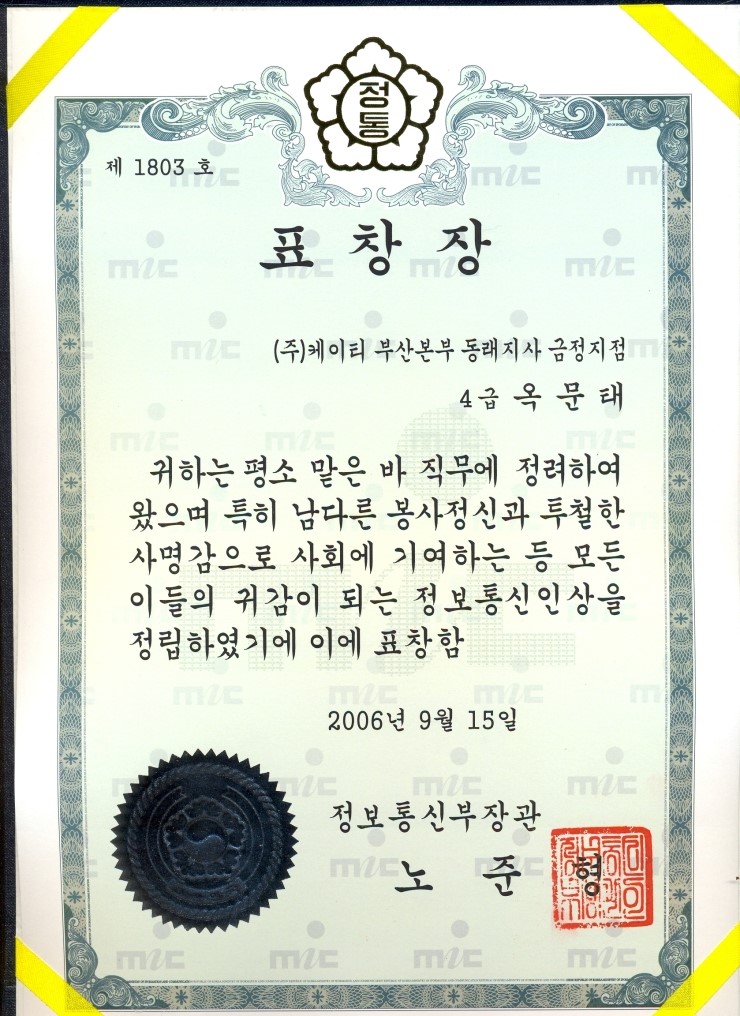 정통
제 1803 호
표창장
(주)케이티 부산본부 동래지사 금정지점
4급 옥문태
귀하는 평소 맡은 바 직무에 정려하여
왔으며 특히 남다른 봉사정신과 투철한
사명감으로 사회에 기여하는 등 모든
이들의 귀감이 되는 정보통신인상을
정립하였기에 이에 표창함
2006년 9월 15일
정보통신부장관
노준형